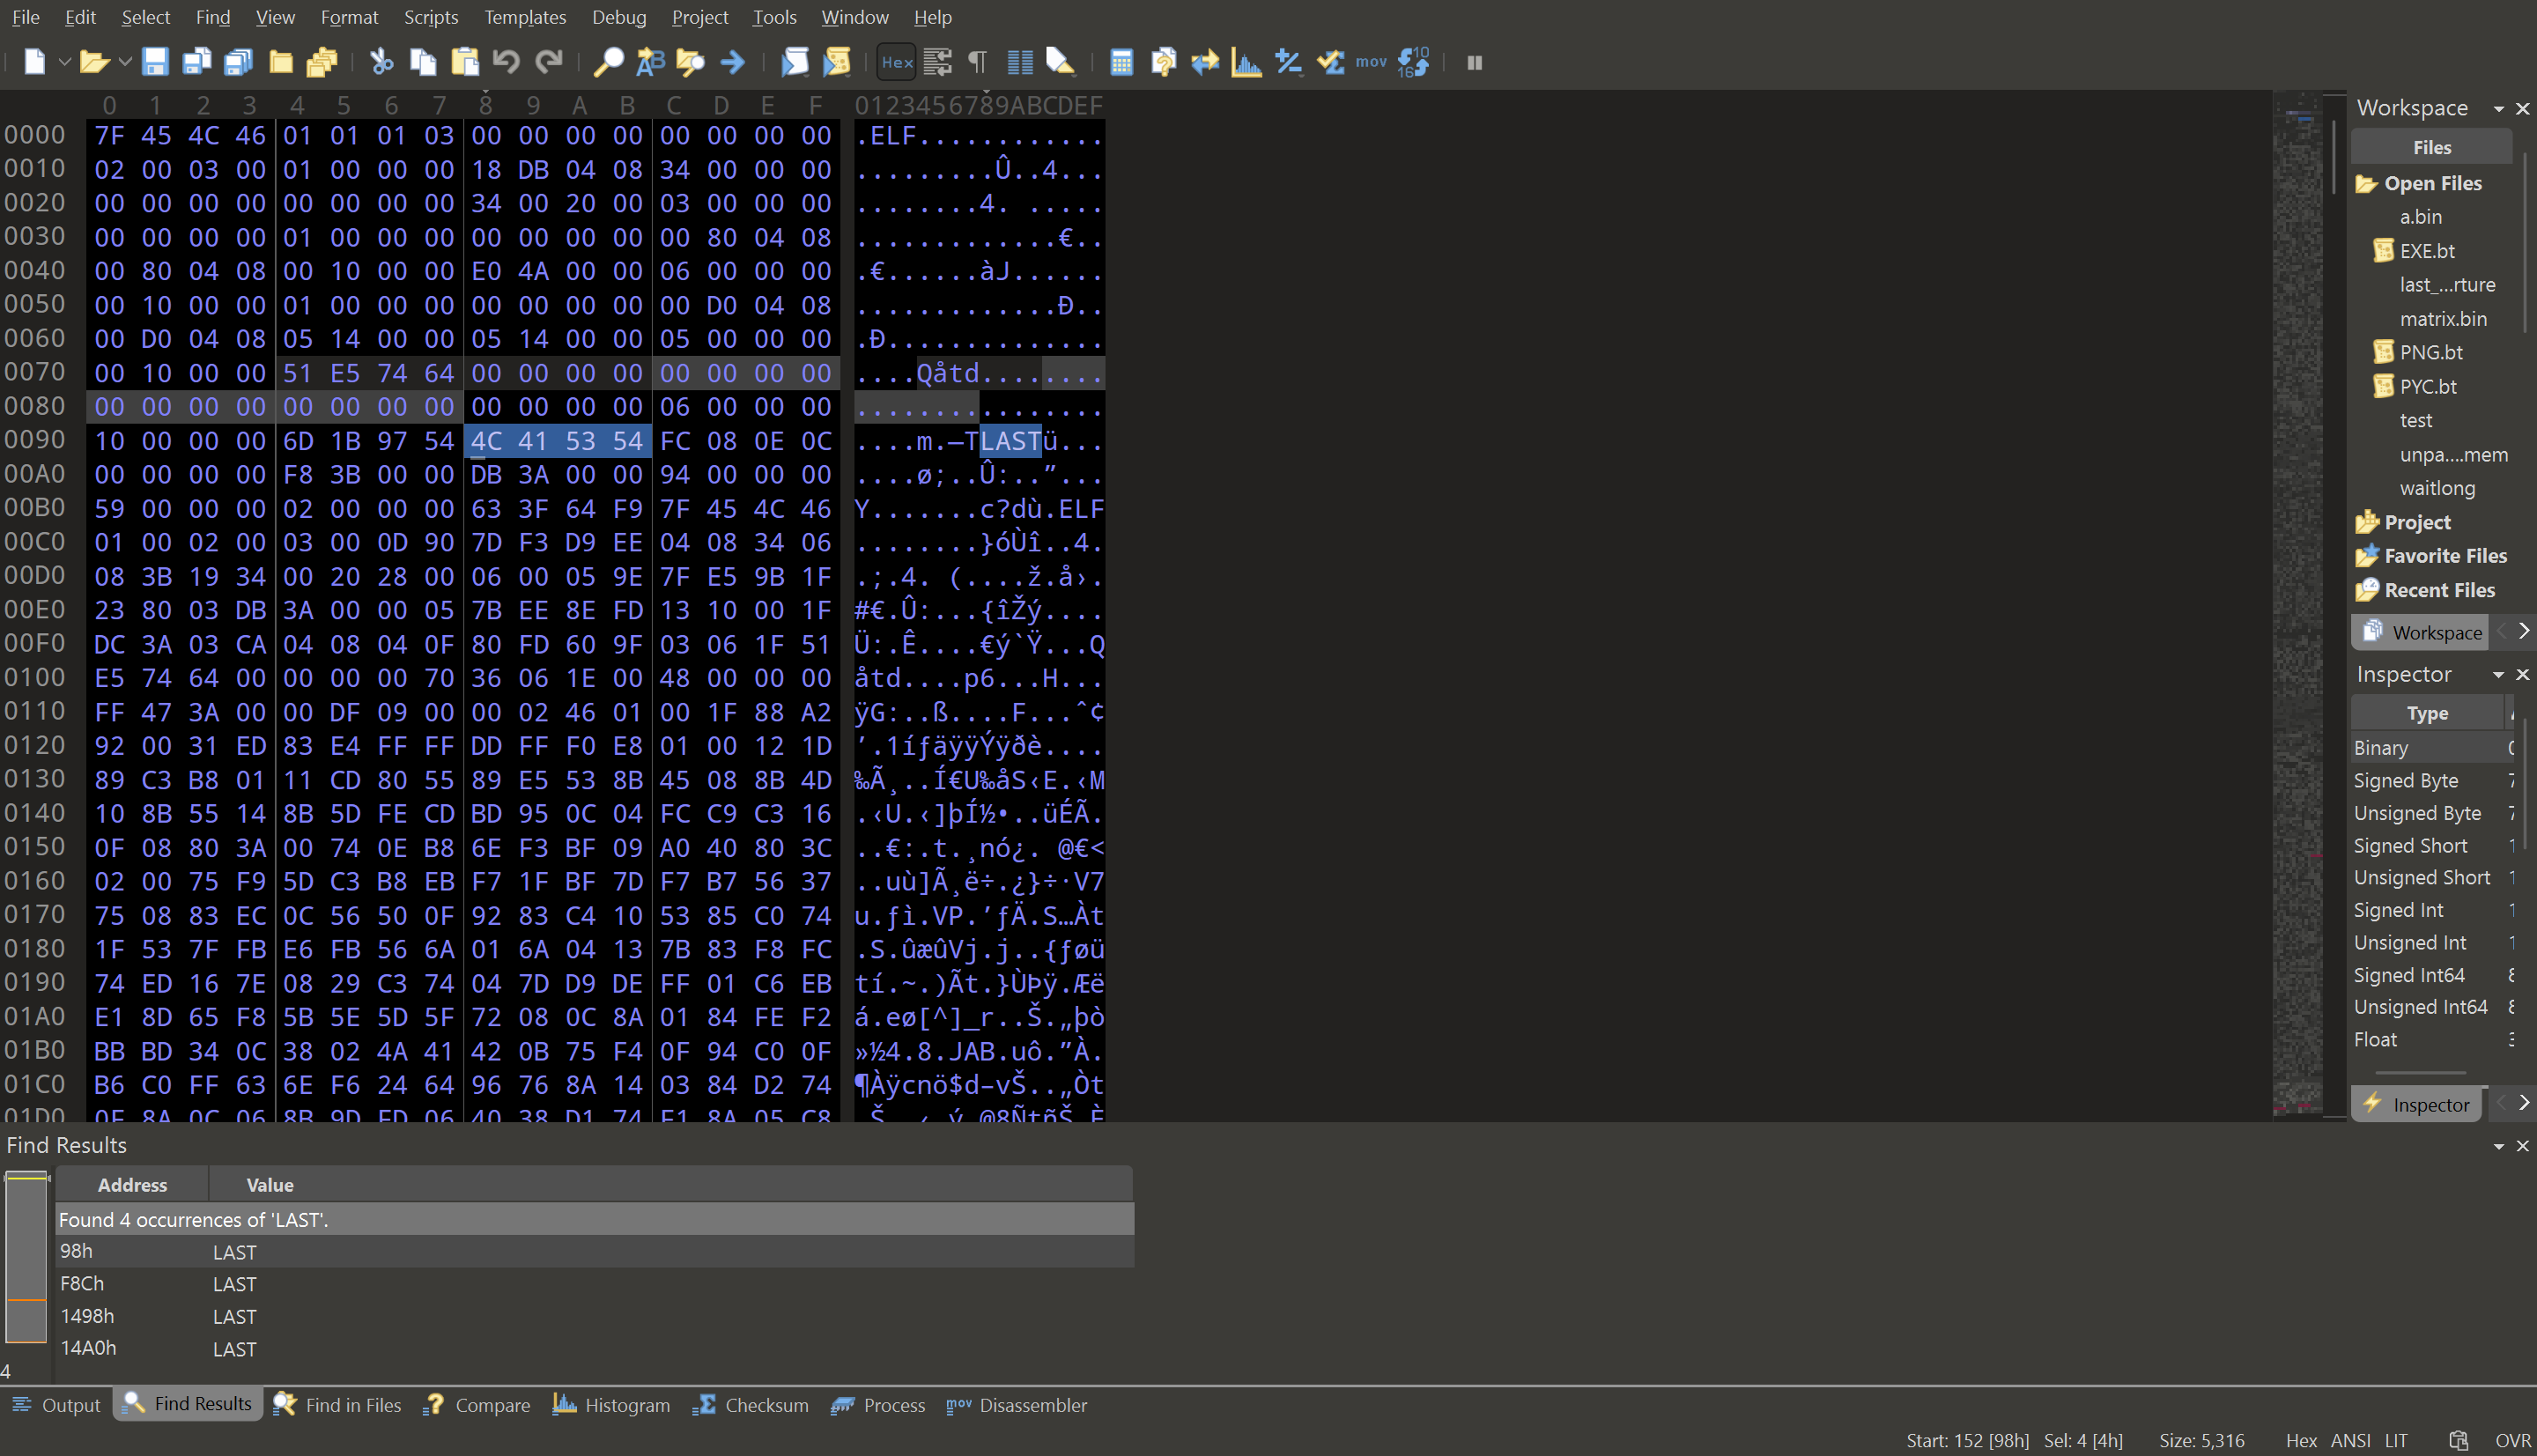 File Edit Select Find View Format Scripts Templates Debug Project Tools Window Help
Hex mov
0 1 2 3 4 5 6 7 8 9 A B C D E F 0123456789ABCDEF
0000 7F 45 4C 46 01 01 01 03 00 00 00 00 00 00 00 00 .ELF............
0010 02 00 03 00 01 00 00 00 18 DB 04 08 34 00 00 00 .........Û..4...
0020 00 00 00 00 00 00 00 00 34 00 20 00 03 00 00 00 ........4. .....
0030 00 00 00 00 01 00 00 00 00 00 00 00 00 80 04 08 .............€..
0040 00 80 04 08 00 10 00 00 E0 4A 00 00 06 00 00 00 .€......àJ......
0050 00 10 00 00 01 00 00 00 00 00 00 00 00 D0 04 08 .............Ð..
0060 00 D0 04 08 05 14 00 00 05 14 00 00 05 00 00 00 .Ð..............
0070 00 10 00 00 51 E5 74 64 00 00 00 00 00 00 00 00 ....Qåtd........
0080 00 00 00 00 00 00 00 00 00 00 00 00 06 00 00 00 ................
0090 10 00 00 00 6D 1B 97 54 4C 41 53 54 FC 08 0E 0C ....m.—TLASTü...
00A0 00 00 00 00 F8 3B 00 00 DB 3A 00 00 94 00 00 00 ....ø;..Û:..”...
00B0 59 00 00 00 02 00 00 00 63 3F 64 F9 7F 45 4C 46 Y.......c?dù.ELF
00C0 01 00 02 00 03 00 0D 90 7D F3 D9 EE 04 08 34 06 ........}óÙî..4.
00D0 08 3B 19 34 00 20 28 00 06 00 05 9E 7F E5 9B 1F .;.4. (....ž.å›.
00E0 23 80 03 DB 3A 00 00 05 7B EE 8E FD 13 10 00 1F #€.Û:...{îŽý....
00F0 DC 3A 03 CA 04 08 04 0F 80 FD 60 9F 03 06 1F 51 Ü:.Ê....€ý`Ÿ...Q
0100 E5 74 64 00 00 00 00 70 36 06 1E 00 48 00 00 00 åtd....p6...H...
0110 FF 47 3A 00 00 DF 09 00 00 02 46 01 00 1F 88 A2 ÿG:..ß....F...ˆ¢
0120 92 00 31 ED 83 E4 FF FF DD FF F0 E8 01 00 12 1D ’.1íƒäÿÿÝÿðè....
0130 89 C3 B8 01 11 CD 80 55 89 E5 53 8B 45 08 8B 4D ‰Ã¸..Í€U‰åS‹E.‹M
0140 10 8B 55 14 8B 5D FE CD BD 95 0C 04 FC C9 C3 16 .‹U.‹]þÍ½•..üÉÃ.
0150 0F 08 80 3A 00 74 0E B8 6E F3 BF 09 A0 40 80 3C ..€:.t.¸nó¿. @€<
0160 02 00 75 F9 5D C3 B8 EB F7 1F BF 7D F7 B7 56 37 ..uù]Ã¸ë÷.¿}÷·V7
0170 75 08 83 EC 0C 56 50 0F 92 83 C4 10 53 85 C0 74 u.ƒì.VP.’ƒÄ.S…Àt
0180 1F 53 7F FB E6 FB 56 6A 01 6A 04 13 7B 83 F8 FC .S.ûæûVj.j..{ƒøü
0190 74 ED 16 7E 08 29 C3 74 04 7D D9 DE FF 01 C6 EB tí.~.)Ãt.}ÙÞÿ.Æë
01A0 E1 8D 65 F8 5B 5E 5D 5F 72 08 0C 8A 01 84 FE F2 á.eø[^]_r..Š.„þò
01B0 BB BD 34 0C 38 02 4A 41 42 0B 75 F4 0F 94 C0 0F »½4.8.JAB.uô.”À.
01C0 B6 C0 FF 63 6E F6 24 64 96 76 8A 14 03 84 D2 74 ¶Àÿcnö$d–vŠ..„Òt
01D0
Workspace
Files
Open Files
a.bin
EXE.bt
last_...rture
matrix.bin
PNG.bt
PYC.bt
test
unpa....mem
waitlong
Project
Favorite Files
Recent Files
Workspace
Inspector
Type
Binary
Signed Byte
Unsigned Byte
Signed Short
Unsigned Short
Signed Int
Unsigned Int
Signed Int64
Unsigned Int64
Float
Inspector
Find Results
Address Value
Found 4 occurrences of 'LAST'.
98h LAST
F8Ch LAST
1498h LAST
14A0h LAST
4
Output Find Results Find in Files Compare Histogram Checksum Process Disassembler
Start: 152 [98h] Sel: 4 [4h] Size: 5,316 Hex ANSI LIT OVR